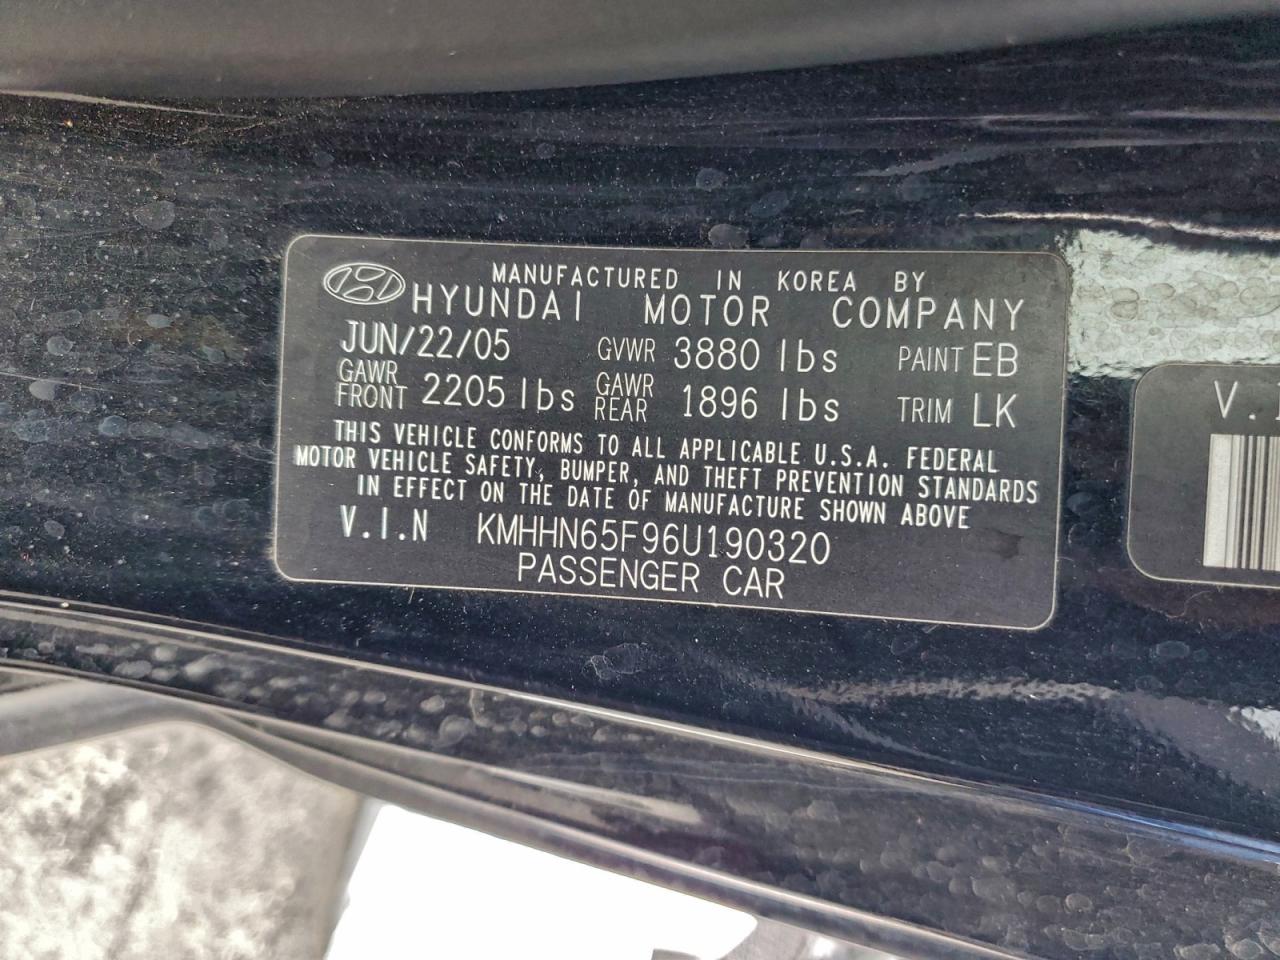 MANUFACTURED IN KOREA BY
HYUNDAI MOTOR COMPANY
JUN/22/05 GVWR 3880 lbs PAINT EB
GAWR FRONT 2205 lbs GAWR REAR 1896 lbs TRIM LK
THIS VEHICLE CONFORMS TO ALL APPLICABLE U.S.A. FEDERAL
MOTOR VEHICLE SAFETY, BUMPER, AND THEFT PREVENTION STANDARDS
IN EFFECT ON THE DATE OF MANUFACTURE SHOWN ABOVE
V.I.N KMHHN65F96U190320
PASSENGER CAR
V.